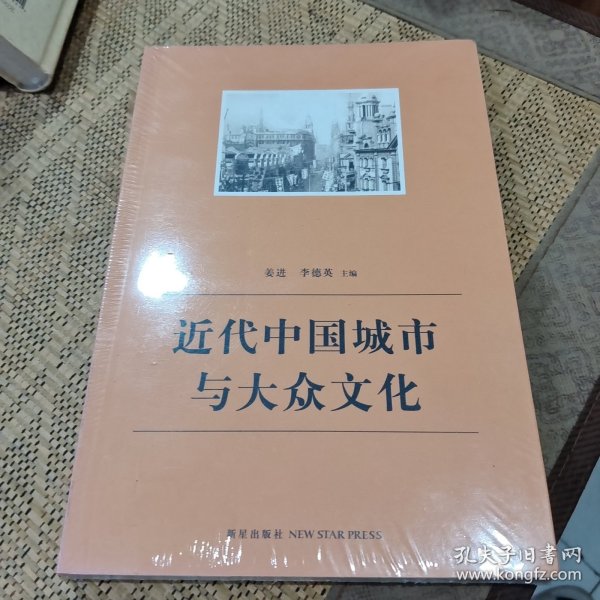 姜进 李德英 主编
近代中国城市
与大众文化
新星出版社 NEW STAR PRESS
孔夫子旧书网
www.kongfz.com